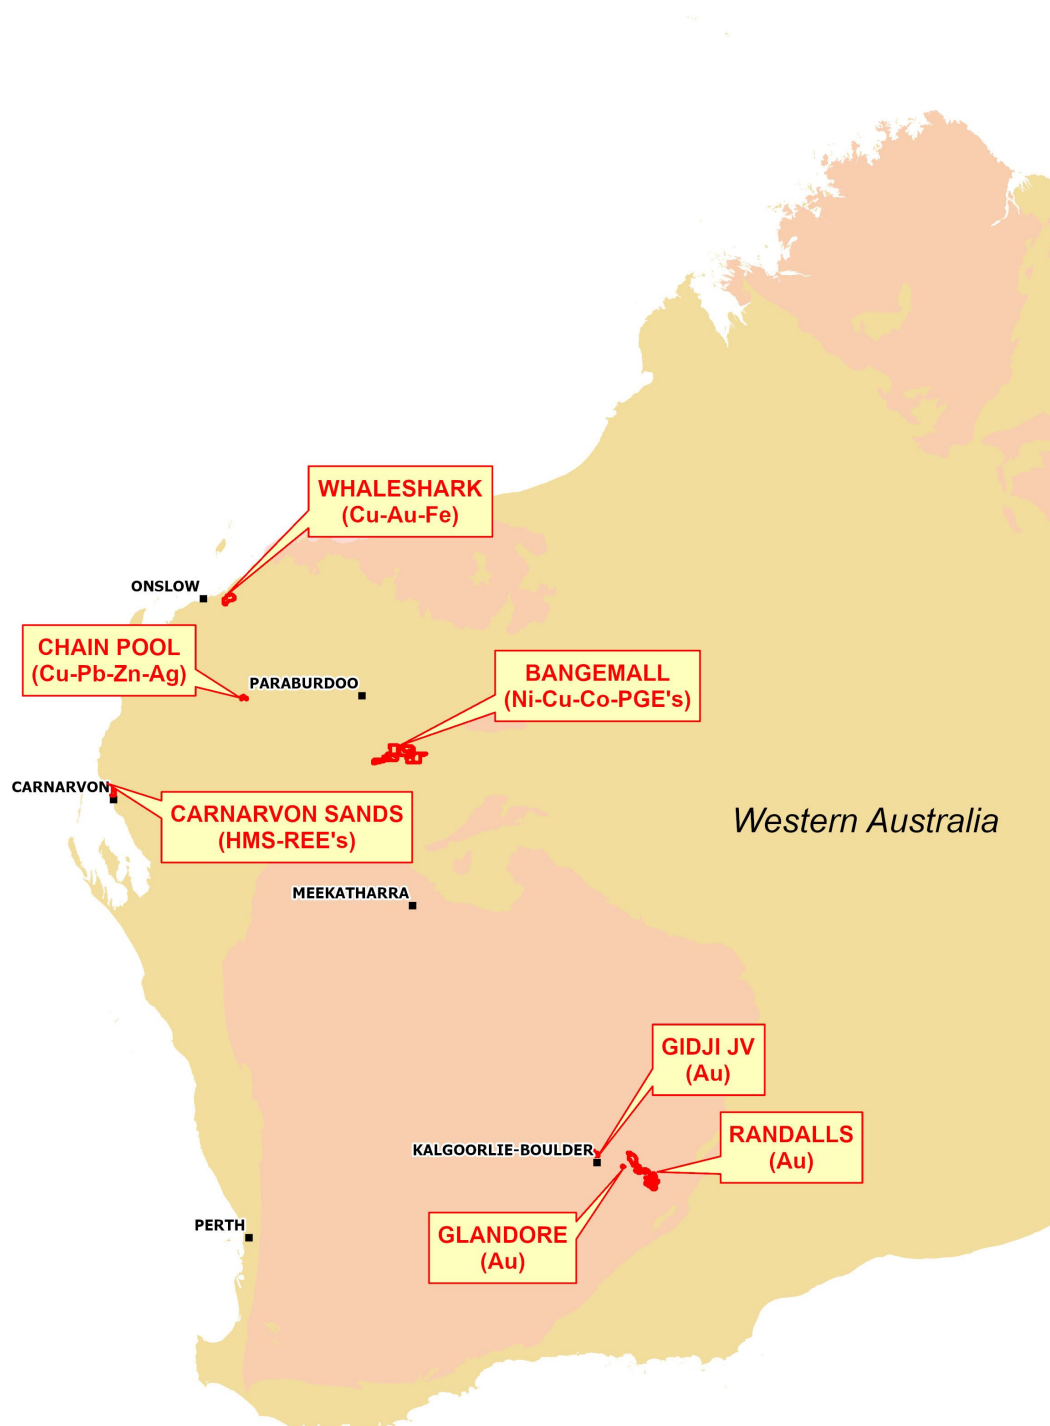 WHALESHARK
(Cu-Au-Fe)
ONSLOW
CHAIN POOL
(Cu-Pb-Zn-Ag)
PARABURDOO
BANGEMALL
(Ni-Cu-Co-PGE's)
CARNARVON
CARNARVON SANDS
(HMS-REE's)
Western Australia
MEEKATHARRA
GIDJI JV
(Au)
KALGOORLIE-BOULDER
RANDALLS
(Au)
PERTH
GLANDORE
(Au)